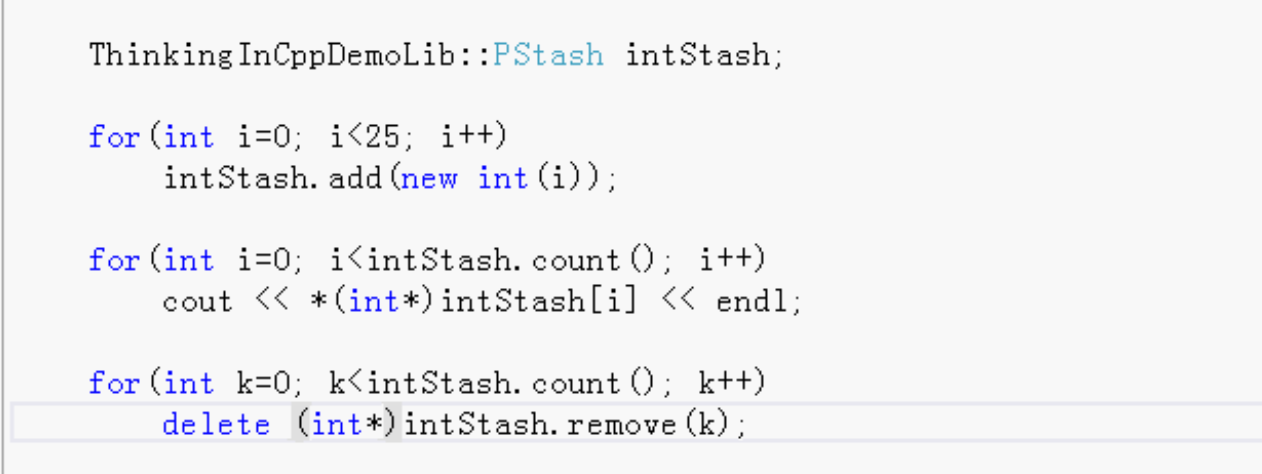 ThinkingInCppDemoLib::PStash intStash;
for(int i=0; i<25; i++)
intStash.add(new int(i));
for(int i=0; i<intStash.count(); i++)
cout << *(int*)intStash[i] << endl;
for(int k=0; k<intStash.count(); k++)
delete (int*)intStash.remove(k);